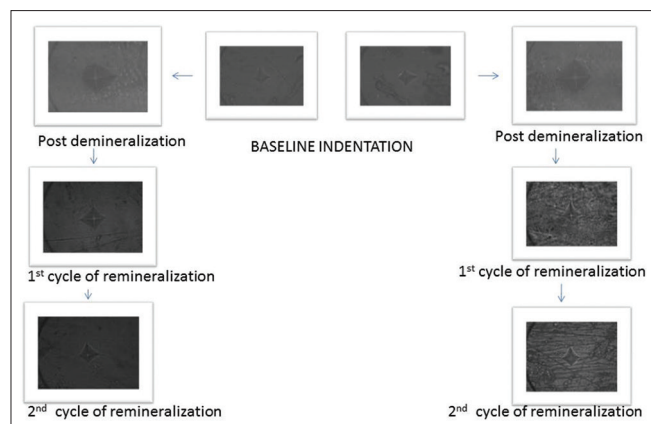 Post demineralization
BASELINE INDENTATION
Post demineralization
1st cycle of remineralization
1st cycle of remineralization
2nd cycle of remineralization
2nd cycle of remineralization